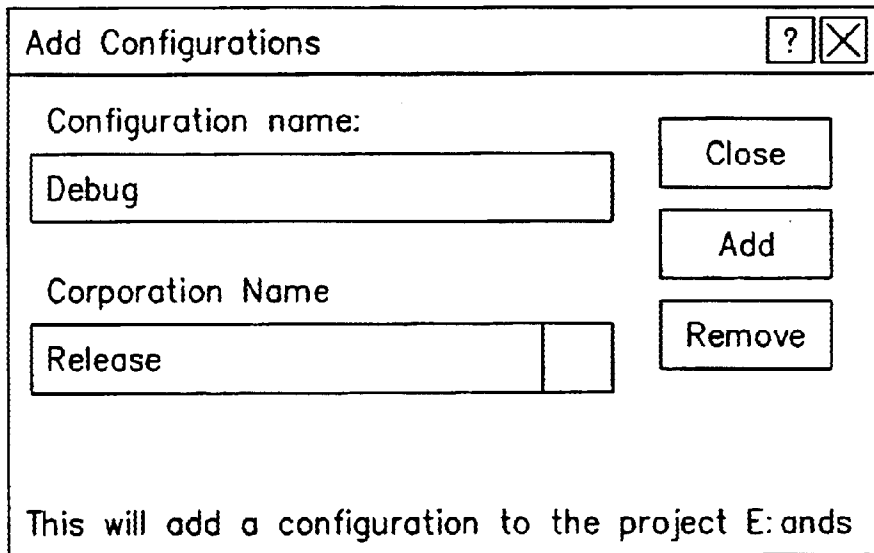 Add Configurations ?
Configuration name:
Debug
Close
Add
Corporation Name
Release
Remove
This will add a configuration to the project E: ands